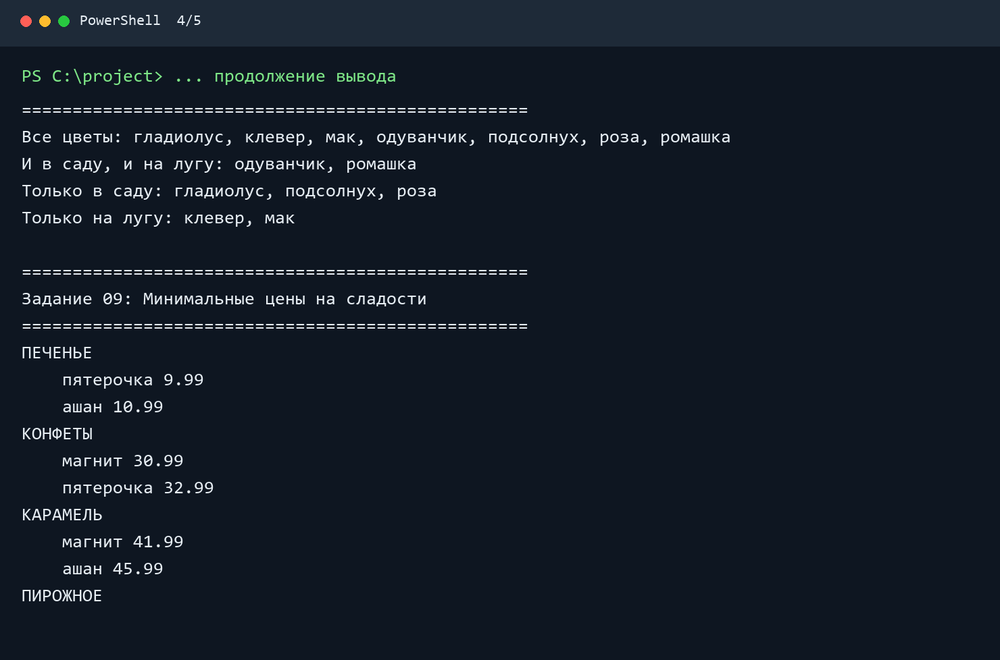 PowerShell  4/5
PS C:\project> ... продолжение вывода
==================================================
Все цветы: гладиолус, клевер, мак, одуванчик, подсолнух, роза, ромашка
И в саду, и на лугу: одуванчик, ромашка
Только в саду: гладиолус, подсолнух, роза
Только на лугу: клевер, мак
==================================================
Задание 09: Минимальные цены на сладости
==================================================
ПЕЧЕНЬЕ
    пятерочка 9.99
    ашан 10.99
КОНФЕТЫ
    магнит 30.99
    пятерочка 32.99
КАРАМЕЛЬ
    магнит 41.99
    ашан 45.99
ПИРОЖНОЕ